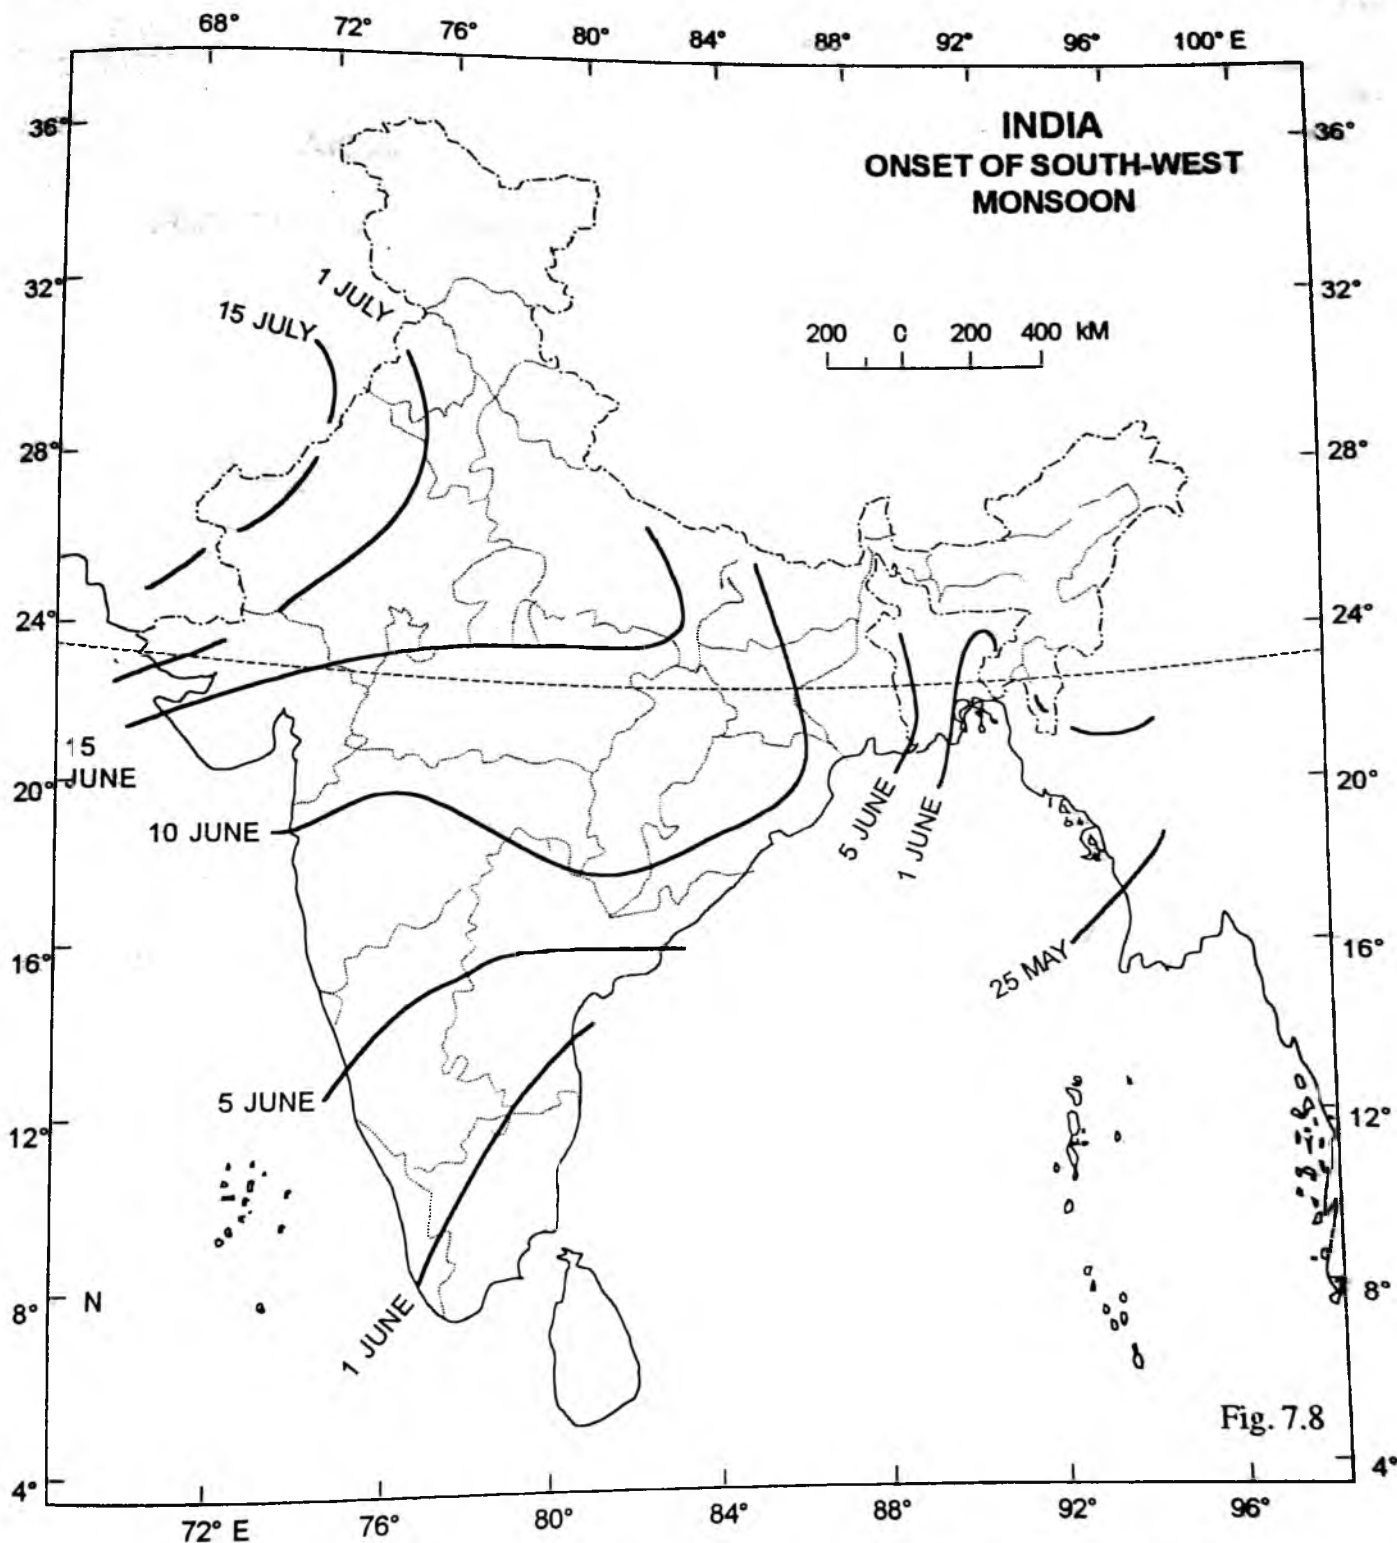 68° 72° 76° 80° 84° 88° 92° 96° 100° E
INDIA
ONSET OF SOUTH-WEST
MONSOON
36° 36°
32° 32°
1 JULY
15 JULY
200 0 200 400 kM
28° 28°
24° 24°
15
JUNE
20° 20°
10 JUNE
5 JUNE
1 JUNE
16° 16°
25 MAY
5 JUNE
12° 12°
8° N 8°
1 JUNE
Fig. 7.8
4° 4°
72° E 76° 80° 84° 88° 92° 96°